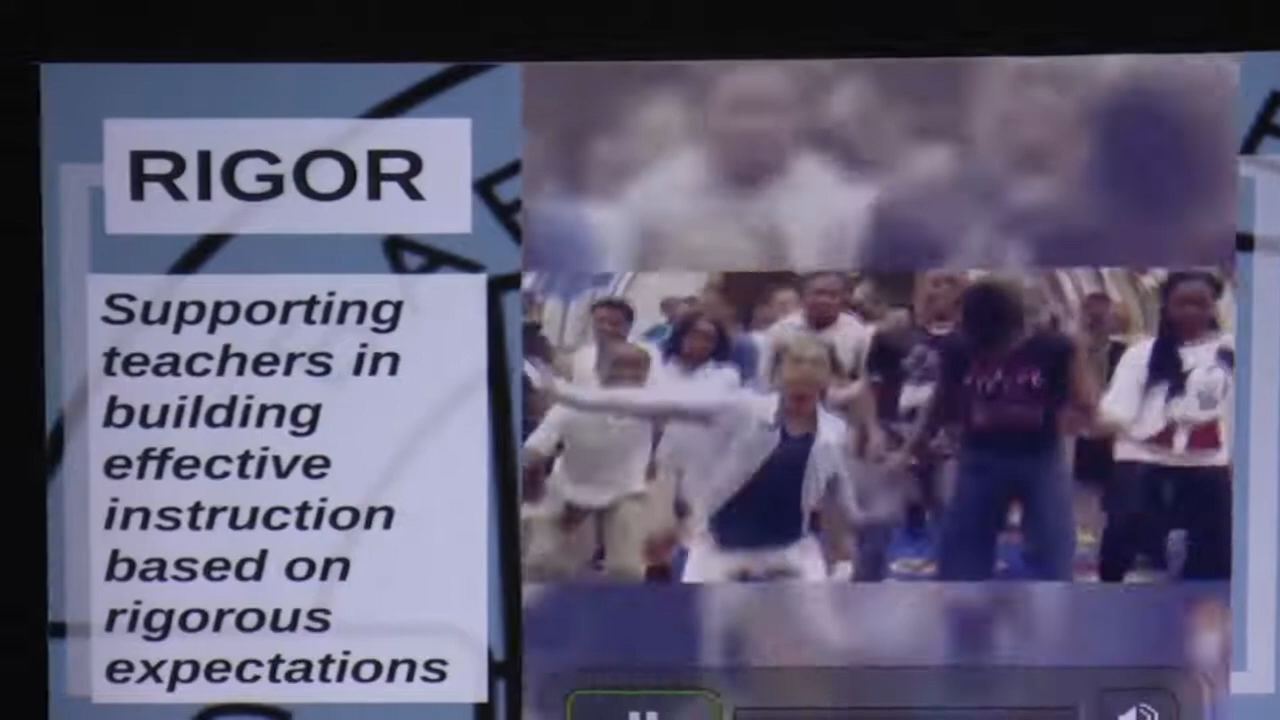 RIGOR
Supporting
teachers in
building
effective
instruction
based on
rigorous
expectations